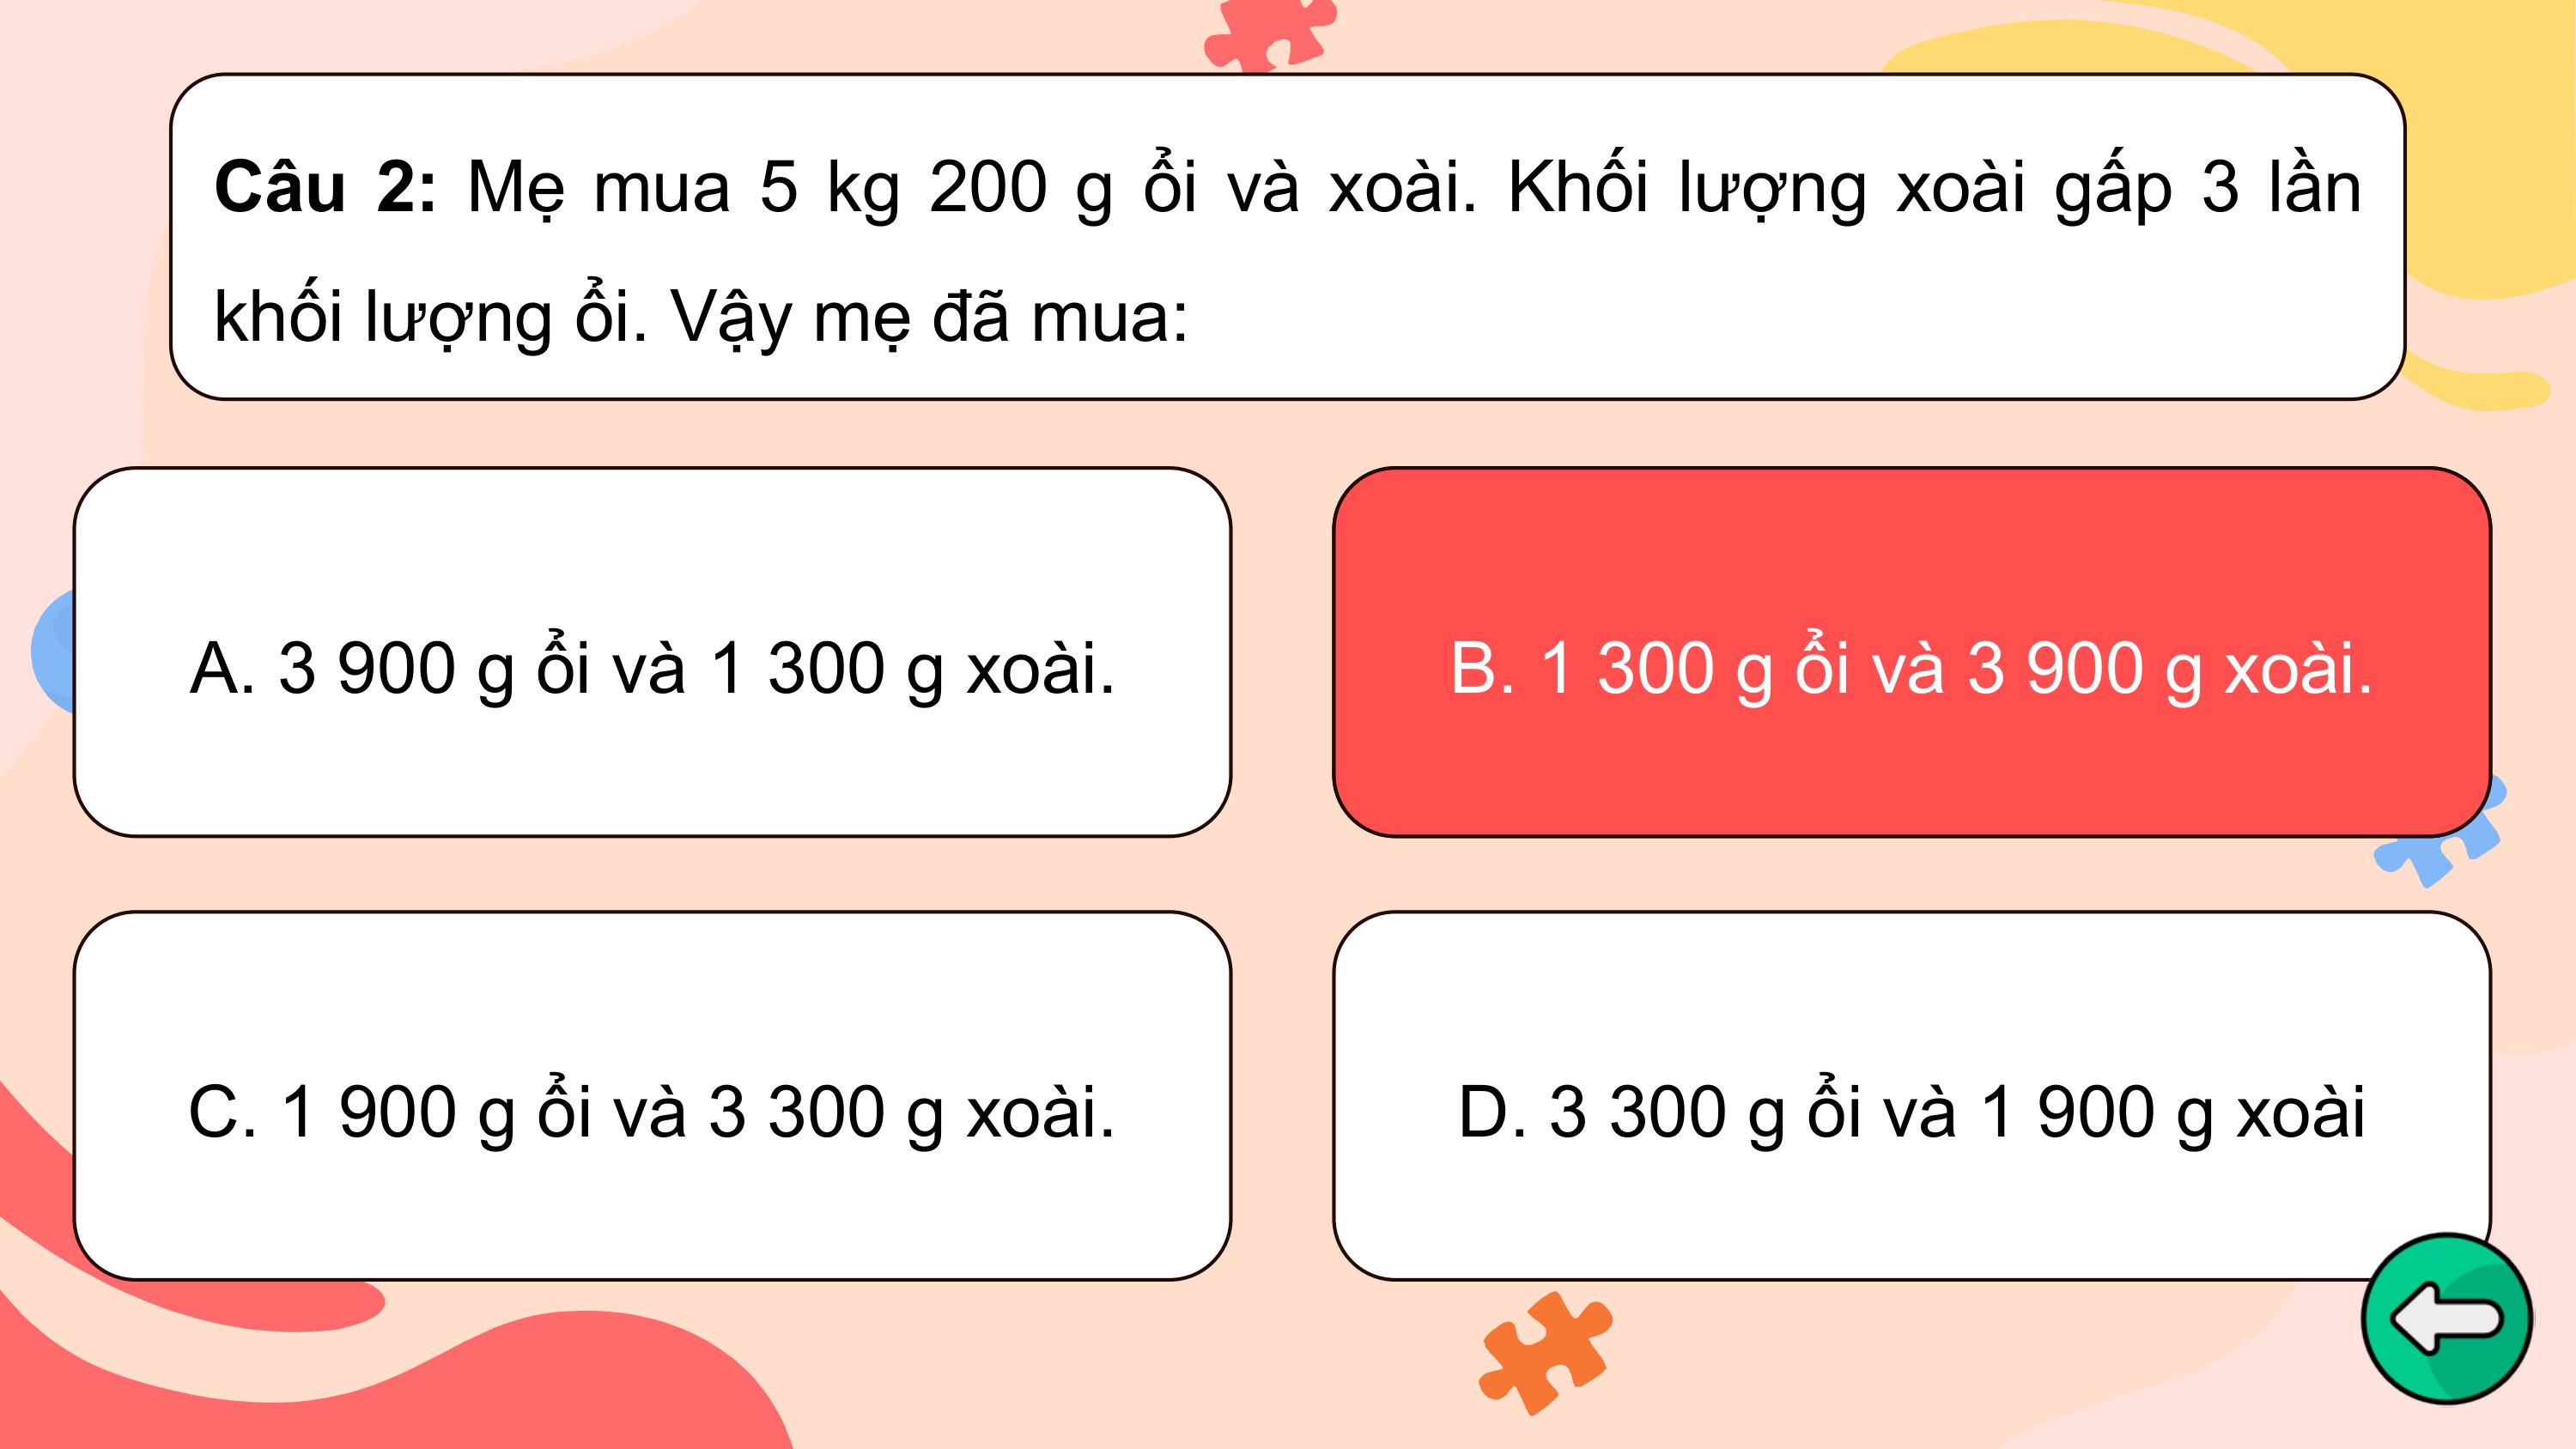 Câu 2: Mẹ mua 5 kg 200 g ổi và xoài. Khối lượng xoài gấp 3 lần
khối lượng ổi. Vậy mẹ đã mua:
A. 3 900 g ổi và 1 300 g xoài.
B. 1 300 g ổi và 3 900 g xoài.
C. 1 900 g ổi và 3 300 g xoài.
D. 3 300 g ổi và 1 900 g xoài